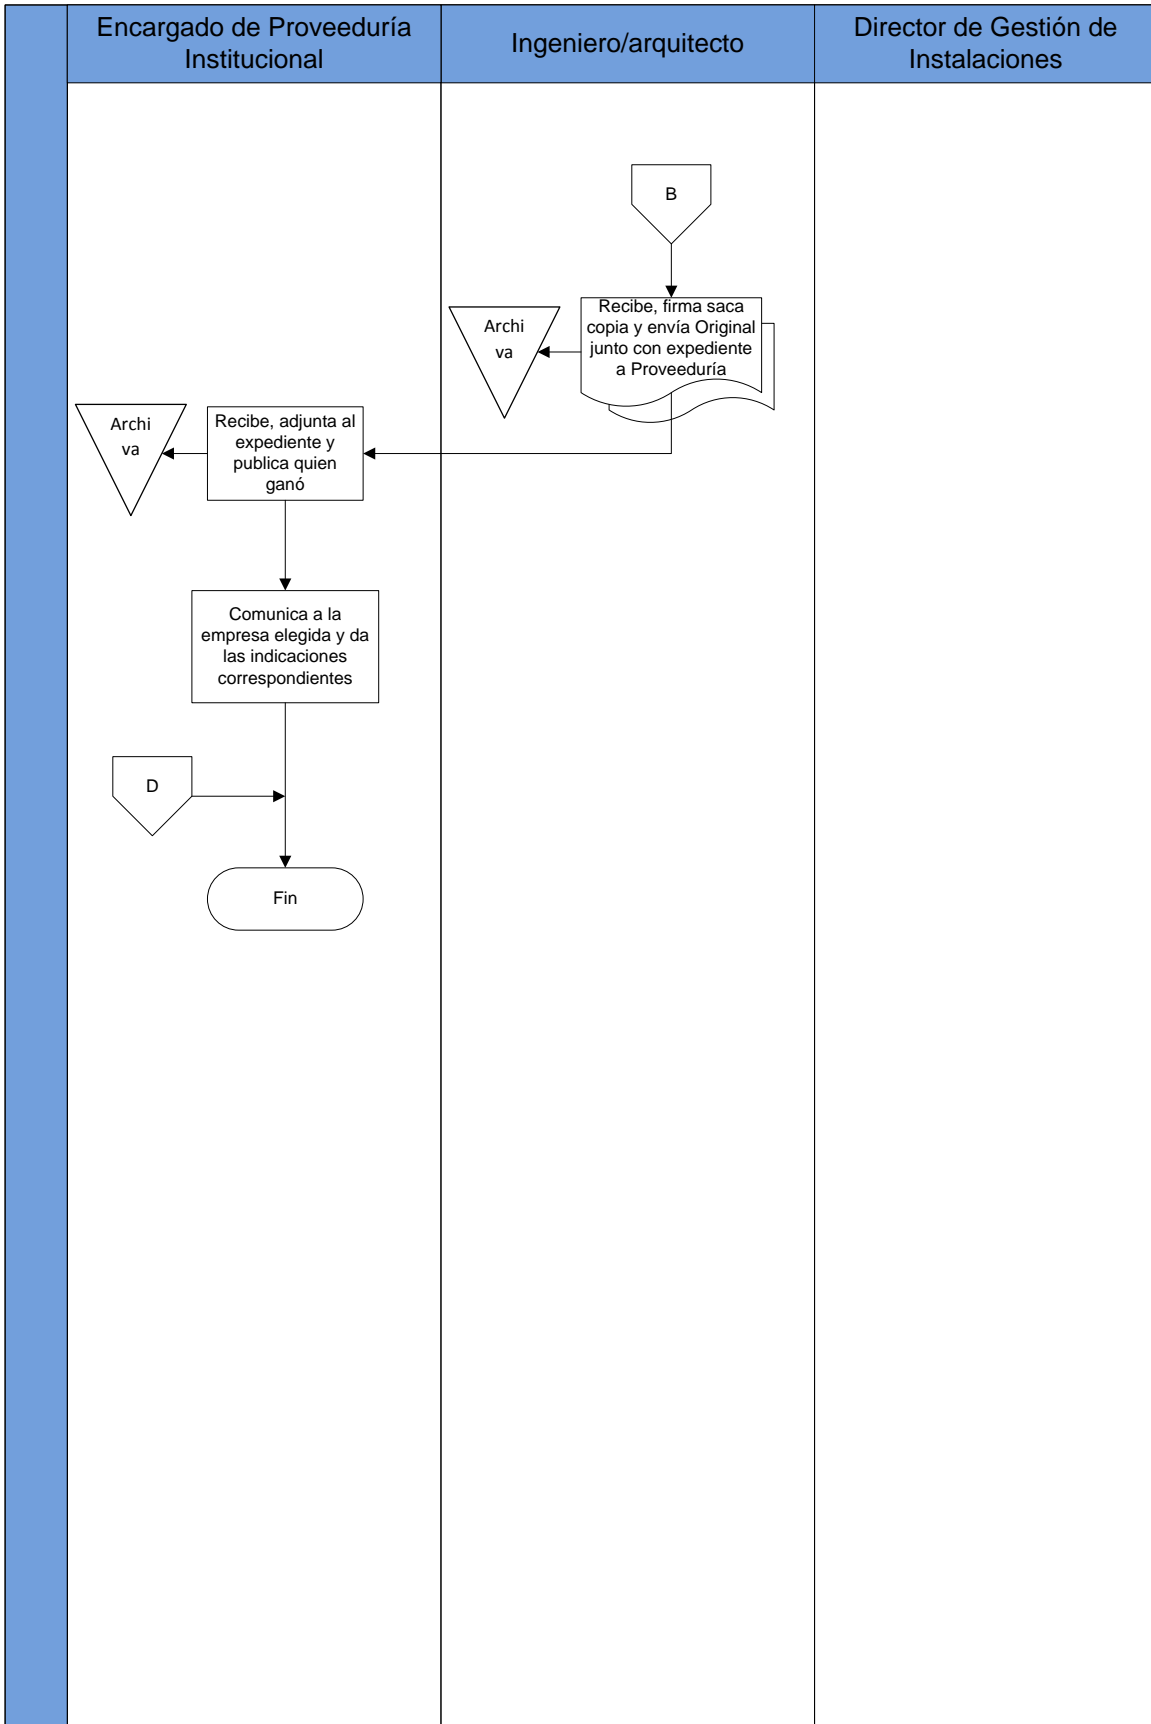 Encargado de Proveeduría
Institucional
Ingeniero/arquitecto
Director de Gestión de
Instalaciones
B
Recibe, firma saca
copia y envía Original
junto con expediente
a Proveeduría
Archi
va
Recibe, adjunta al
expediente y
publica quien
ganó
Archi
va
Comunica a la
empresa elegida y da
las indicaciones
correspondientes
D
Fin